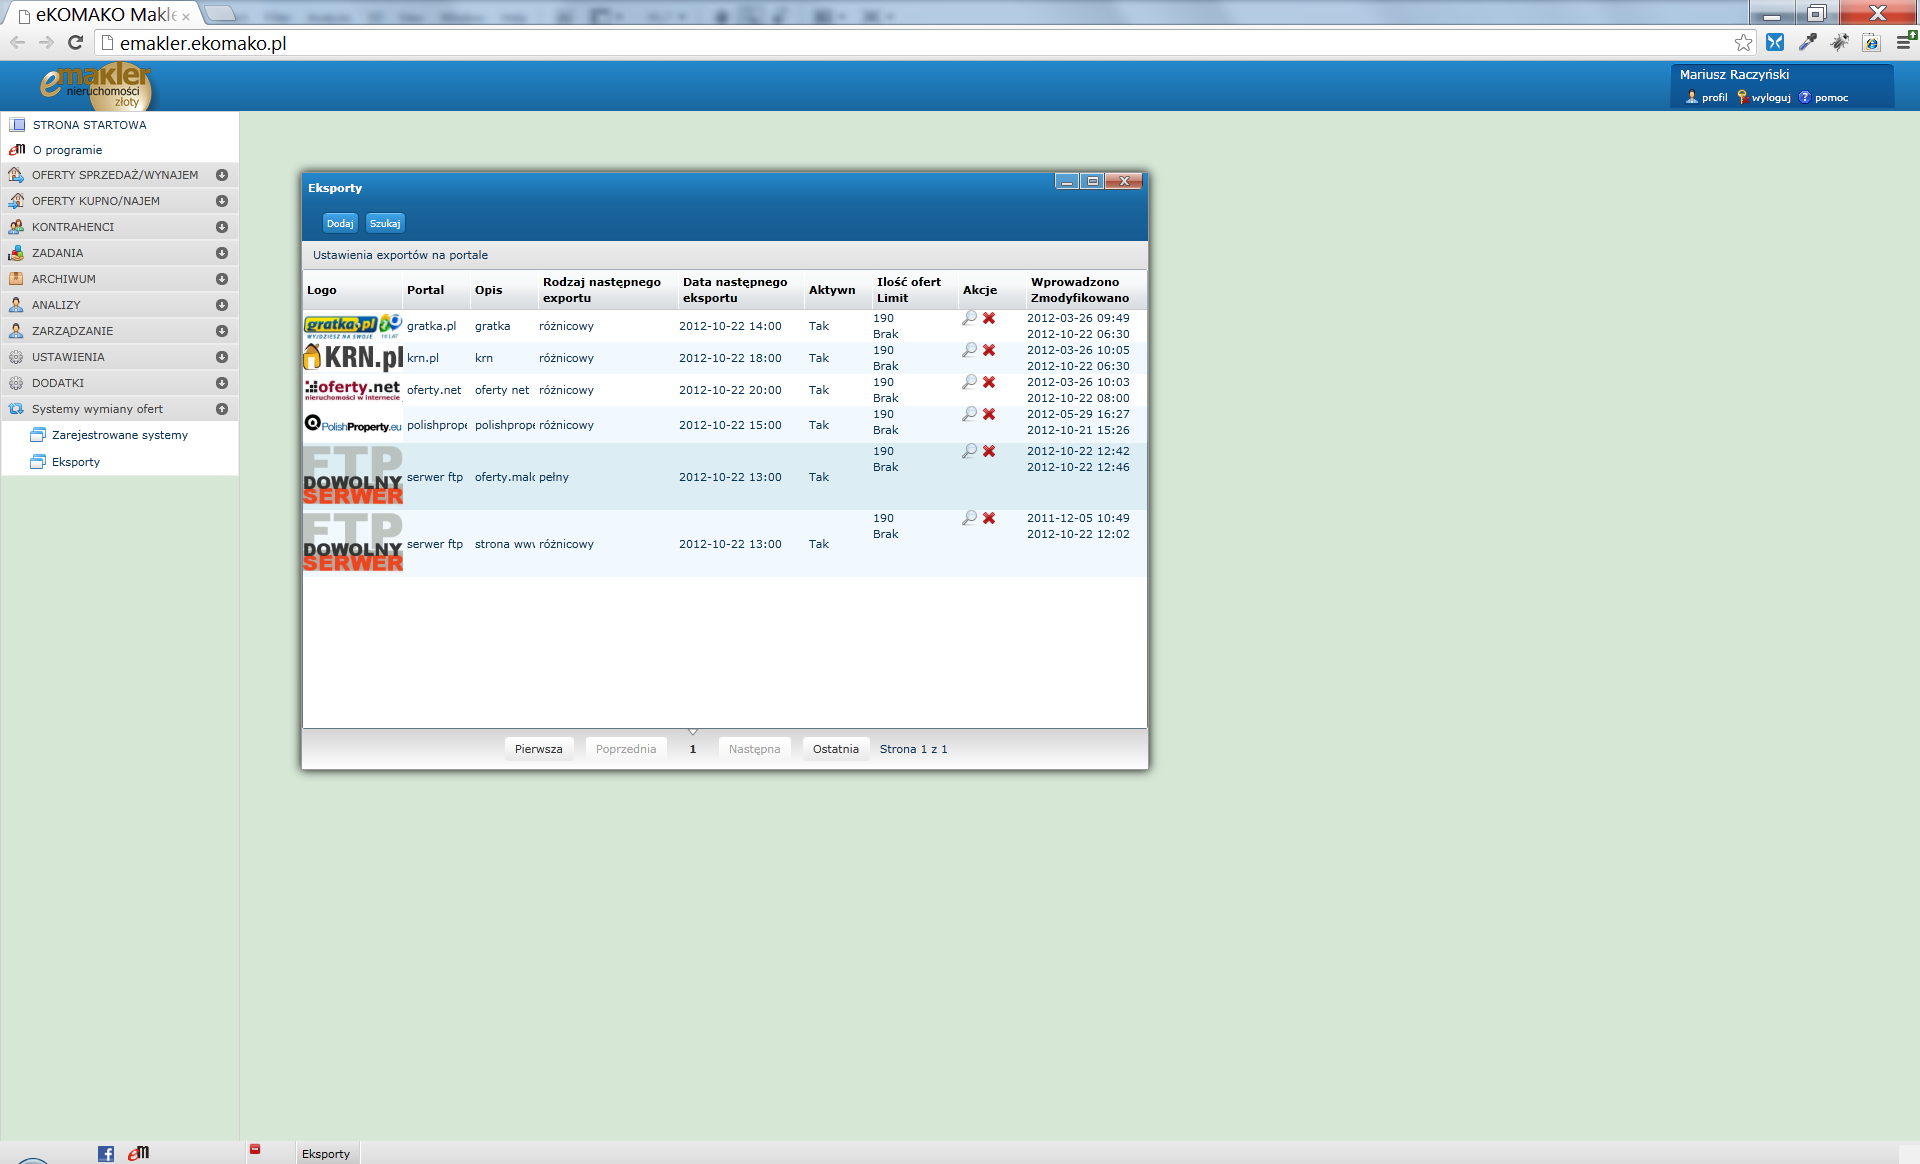 eKOMAKO Makle
emakler.ekomako.pl
emakler
nieruchomości
złoty
Mariusz Raczyński
profil wyloguj pomoc
STRONA STARTOWA
O programie
OFERTY SPRZEDAŻ/WYNAJEM
OFERTY KUPNO/NAJEM
KONTRAHENCI
ZADANIA
ARCHIWUM
ANALIZY
ZARZĄDZANIE
USTAWIENIA
DODATKI
Systemy wymiany ofert
Zarejestrowane systemy
Eksporty
Eksporty
Dodaj Szukaj
Ustawienia exportów na portale
Logo Portal Opis Rodzaj następnego exportu Data następnego eksportu Aktywn Ilość ofert Limit Akcje Wprowadzono Zmodyfikowano
gratka.pl WYJDZIESZ NA SWOJE gratka.pl gratka różnicowy 2012-10-22 14:00 Tak 190 Brak 2012-03-26 09:49 2012-10-22 06:30
KRN.pl krn.pl krn różnicowy 2012-10-22 18:00 Tak 190 Brak 2012-03-26 10:05 2012-10-22 06:30
oferty.net nieruchomości w internecie oferty.net oferty net różnicowy 2012-10-22 20:00 Tak 190 Brak 2012-03-26 10:03 2012-10-22 08:00
PolishProperty.eu polishprope polishprope różnicowy 2012-10-22 15:00 Tak 190 Brak 2012-05-29 16:27 2012-10-21 15:26
FTP DOWOLNY SERWER serwer ftp oferty.malc pełny 2012-10-22 13:00 Tak 190 Brak 2012-10-22 12:42 2012-10-22 12:46
FTP DOWOLNY SERWER serwer ftp strona www różnicowy 2012-10-22 13:00 Tak 190 Brak 2011-12-05 10:49 2012-10-22 12:02
Pierwsza Poprzednia 1 Następna Ostatnia Strona 1 z 1
Eksporty